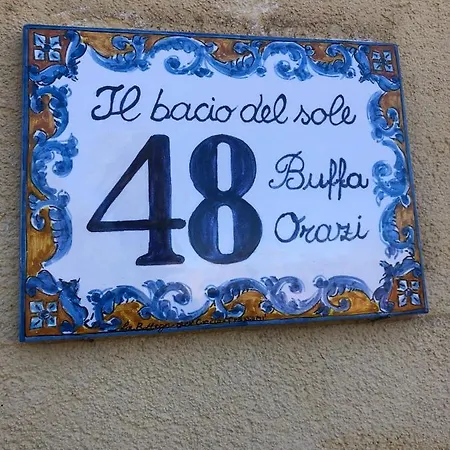 Il bacio del sole
48
Buffa
Orazi